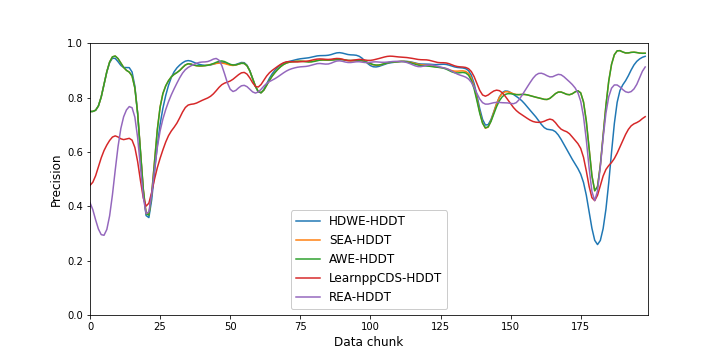 1.0
0.8
0.6
0.4
0.2
0.0
Precision
HDWE-HDDT
SEA-HDDT
AWE-HDDT
LearnppCDS-HDDT
REA-HDDT
0 25 50 75 100 125 150 175
Data chunk